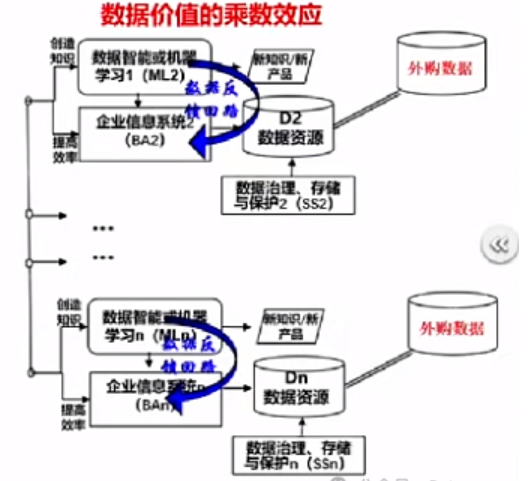 数据价值的乘数效应
创造
知识
数据智能或机器
学习1（ML2）
新知识/新
产品
外购数据
数据反
馈回路
D2
数据资源
提高
效率
企业信息系统2
（BA2）
数据治理、存储
与保护2（SS2）
...
...
创造
知识
数据智能或机器
学习n（MLn）
新知识/新
产品
外购数据
数据反
馈回路
Dn
数据资源
提高
效率
企业信息系统n
（BAn）
数据治理、存储
与保护n（SSn）